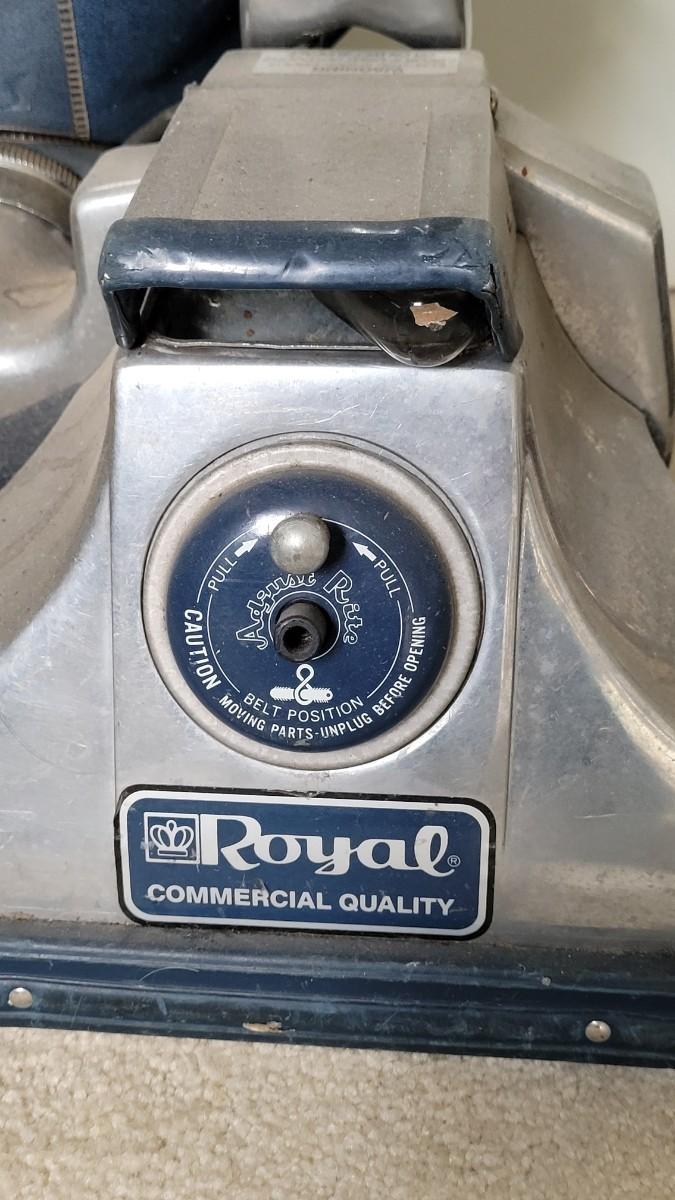 PULL
PULL
Adjust Rite
BELT POSITION
CAUTION MOVING PARTS-UNPLUG BEFORE OPENING
Royal®
COMMERCIAL QUALITY